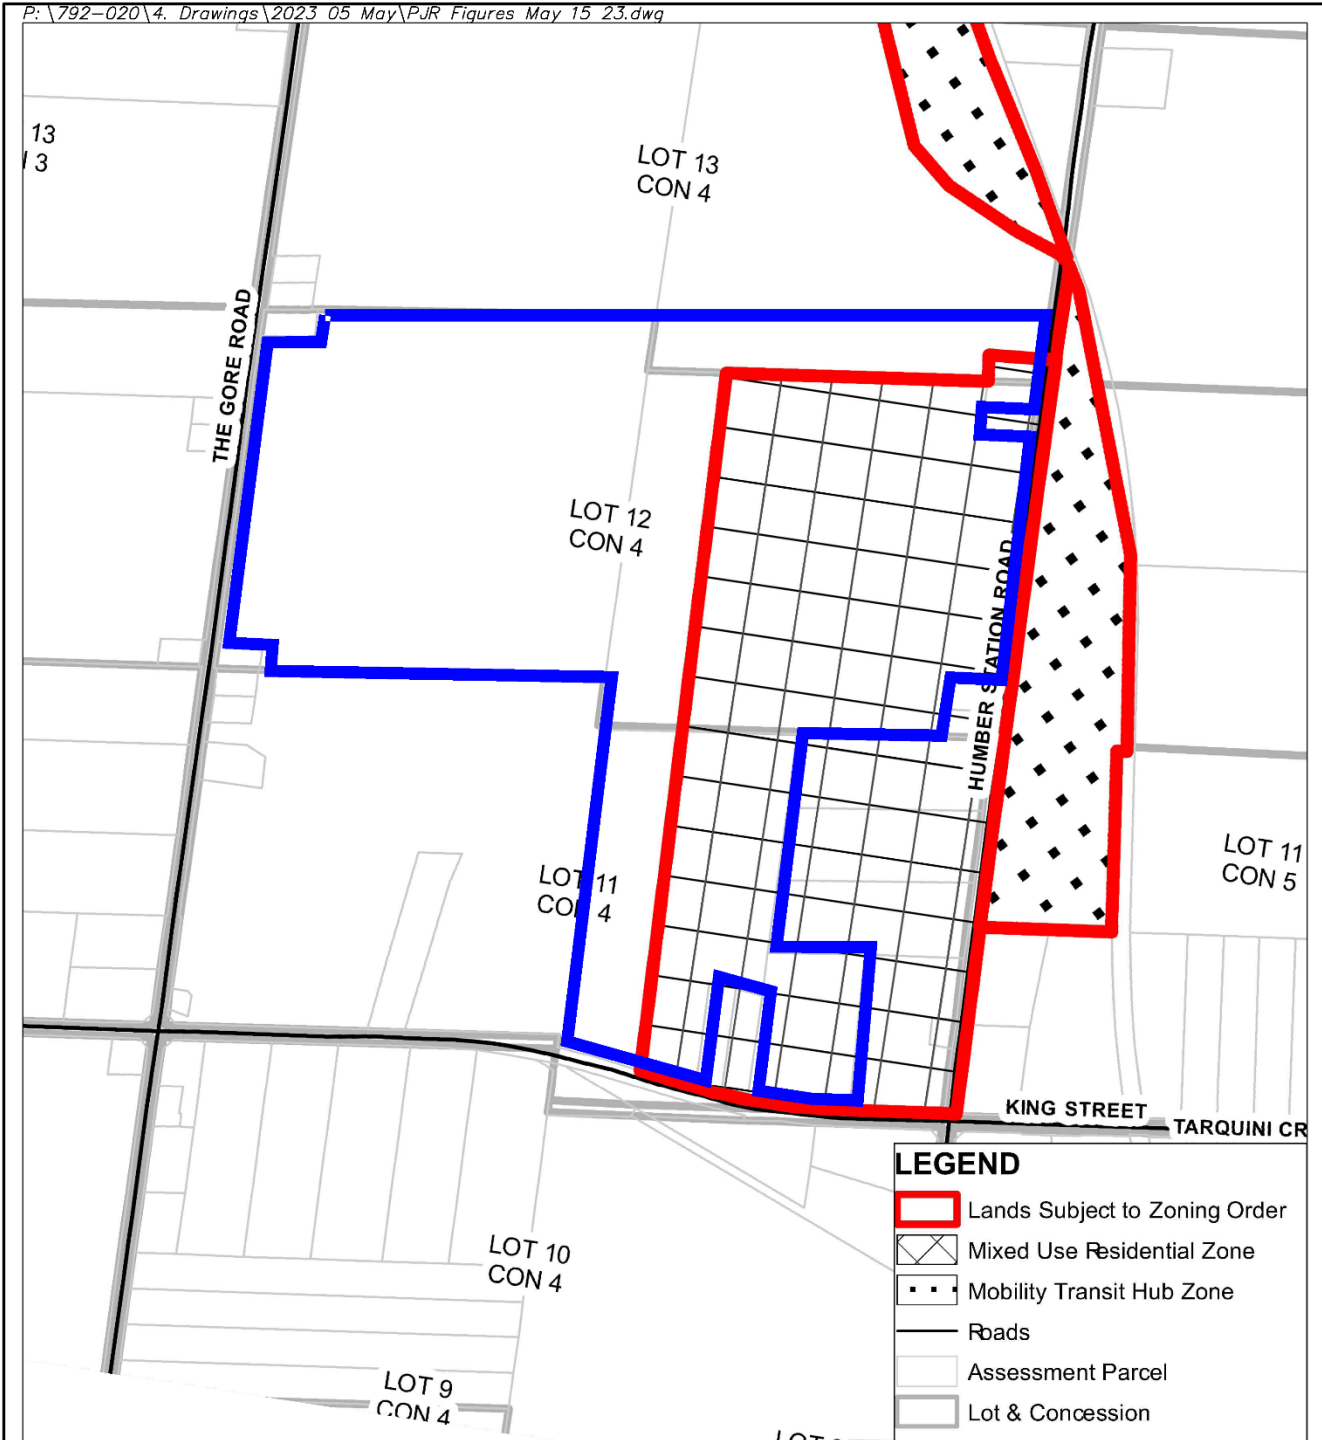 P:\792-020\4. Drawings\2023 05 May\PJR Figures May 15 23.dwg
13
3
LOT 13
CON 4
THE GORE ROAD
LOT 12
CON 4
HUMBER STATION ROAD
LOT 11
CON 4
LOT 11
CON 5
KING STREET
TARQUINI CR
LOT 10
CON 4
LOT 9
CON 4
LOT
LEGEND
Lands Subject to Zoning Order
Mixed Use Residential Zone
Mobility Transit Hub Zone
Roads
Assessment Parcel
Lot & Concession